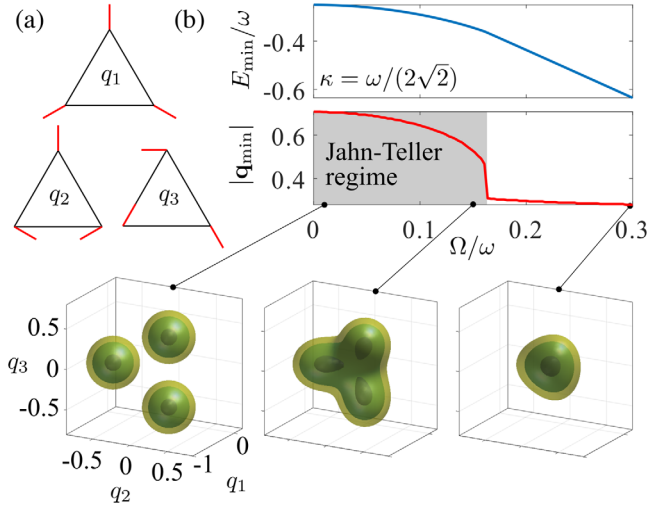 (a)
q₁
q₂
q₃
(b)
E_min/ω
-0.4
-0.6
κ = ω/(2√2)
|q_min|
0.6
0.4
Jahn-Teller
regime
0 0.1 0.2 0.3
Ω/ω
q₃
0.5
0
-0.5
-0.5 0 0.5
q₂
-1 0
q₁